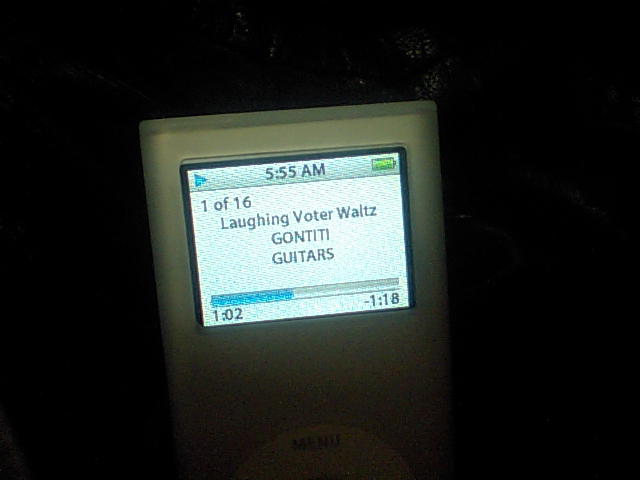 5:55 AM
1 of 16
Laughing Voter Waltz
GONTITI
GUITARS
1:02 -1:18
MENU